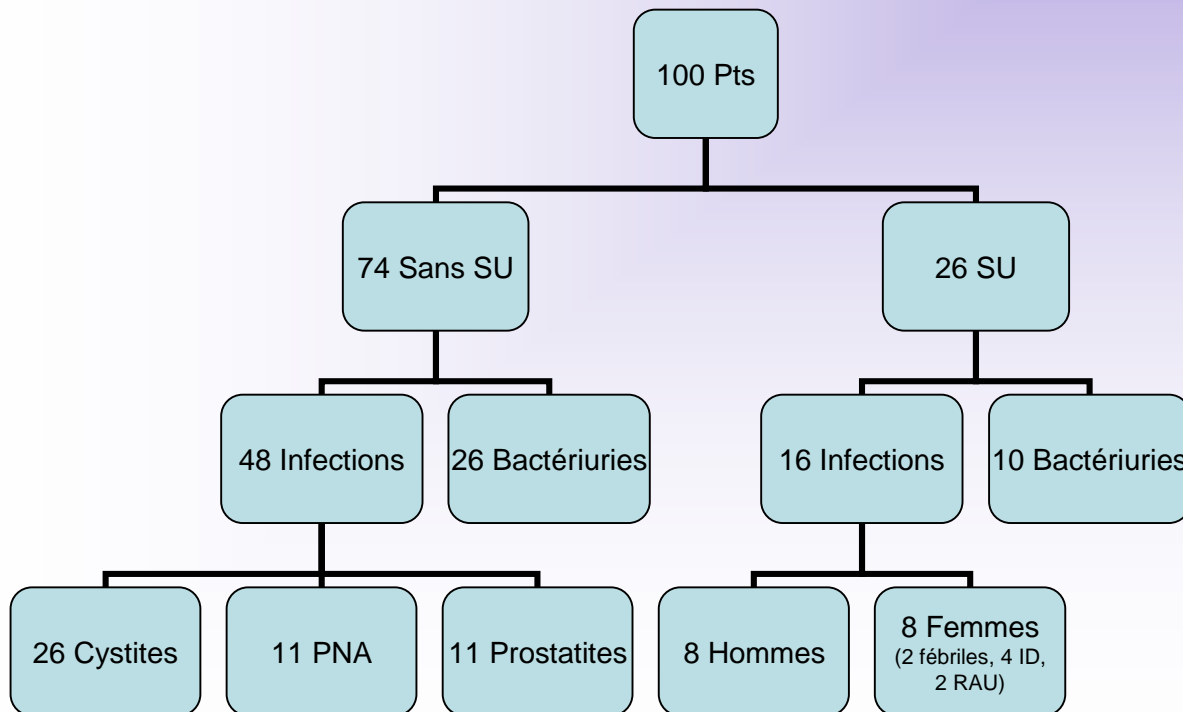 100 Pts
74 Sans SU
26 SU
48 Infections
26 Bactériuries
16 Infections
10 Bactériuries
26 Cystites
11 PNA
11 Prostatites
8 Hommes
8 Femmes
(2 fébriles, 4 ID,
2 RAU)